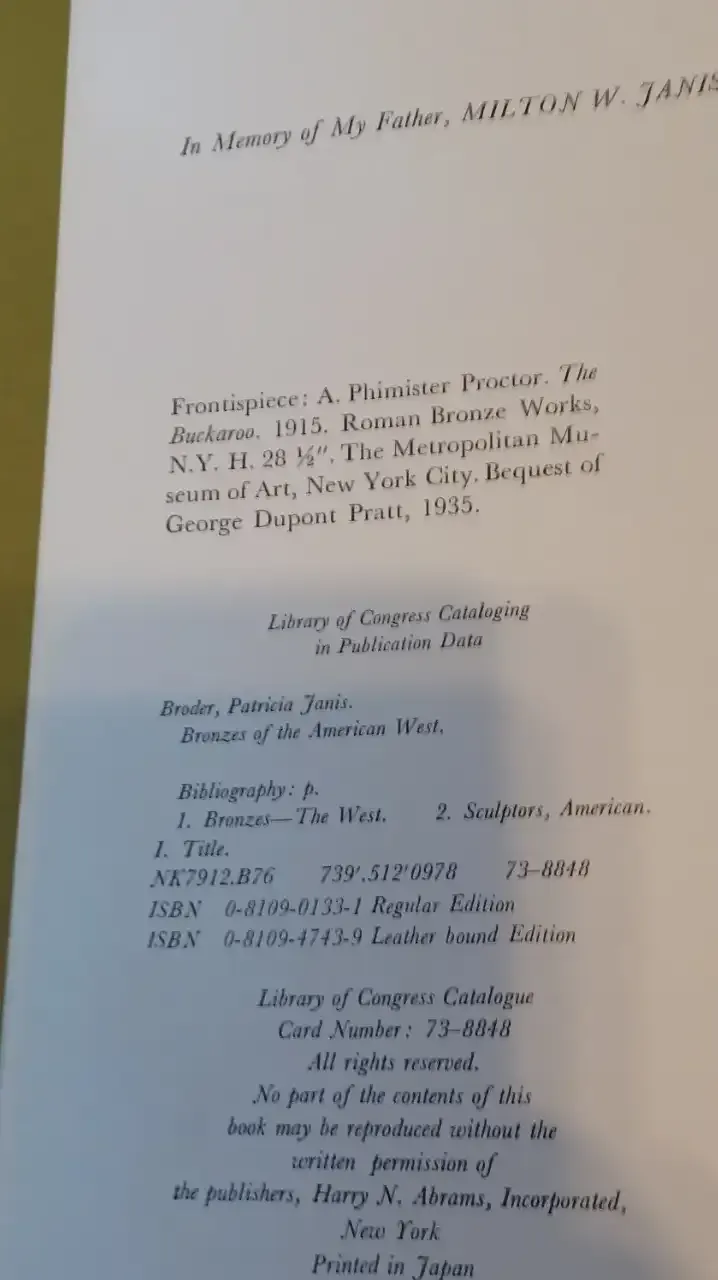 In Memory of My Father, MILTON W. JANIS
Frontispiece: A. Phimister Proctor. The
Buckaroo. 1915. Roman Bronze Works,
N.Y. H. 28 ½″. The Metropolitan Mu-
seum of Art, New York City. Bequest of
George Dupont Pratt, 1935.
Library of Congress Cataloging
in Publication Data
Broder, Patricia Janis.
Bronzes of the American West.
Bibliography: p.
1. Bronzes—The West. 2. Sculptors, American.
I. Title.
NK7912.B76 739′.512′0978 73–8848
ISBN 0-8109-0133-1 Regular Edition
ISBN 0-8109-4743-9 Leather bound Edition
Library of Congress Catalogue
Card Number: 73–8848
All rights reserved.
No part of the contents of this
book may be reproduced without the
written permission of
the publishers, Harry N. Abrams, Incorporated,
New York
Printed in Japan